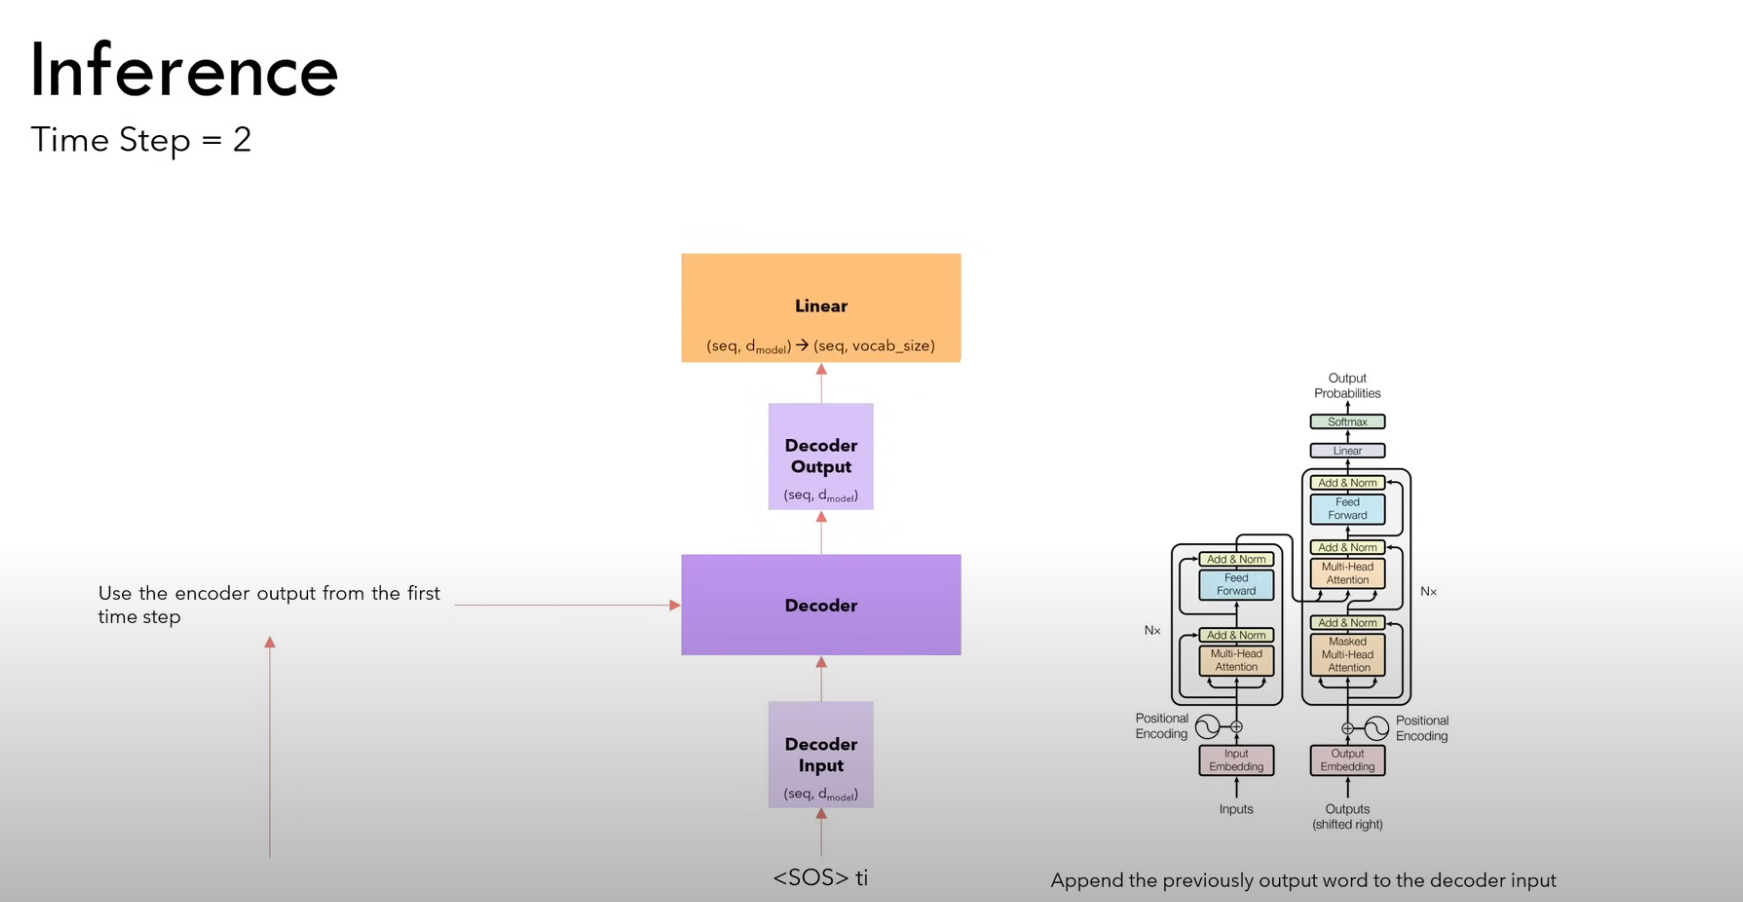 Inference
Time Step = 2
Linear
(seq, dmodel) → (seq, vocab_size)
Decoder
Output
(seq, dmodel)
Use the encoder output from the first
time step
Decoder
Decoder
Input
(seq, dmodel)
<SOS> ti
Output
Probabilities
Softmax
Linear
Add & Norm
Feed
Forward
Add & Norm
Multi-Head
Attention
Nx
Add & Norm
Masked
Multi-Head
Attention
Add & Norm
Feed
Forward
Nx
Add & Norm
Multi-Head
Attention
Positional
Encoding
Positional
Encoding
Input
Embedding
Output
Embedding
Inputs
Outputs
(shifted right)
Append the previously output word to the decoder input